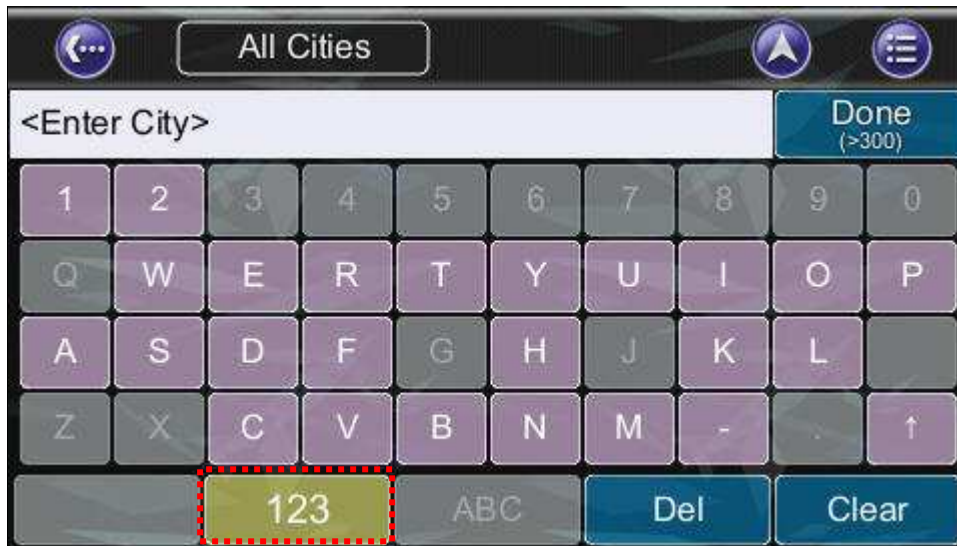 All Cities
<Enter City>
Done
(>300)
1 2 3 4 5 6 7 8 9 0
Q W E R T Y U I O P
A S D F G H J K L
Z X C V B N M - . ↑
123 ABC Del Clear